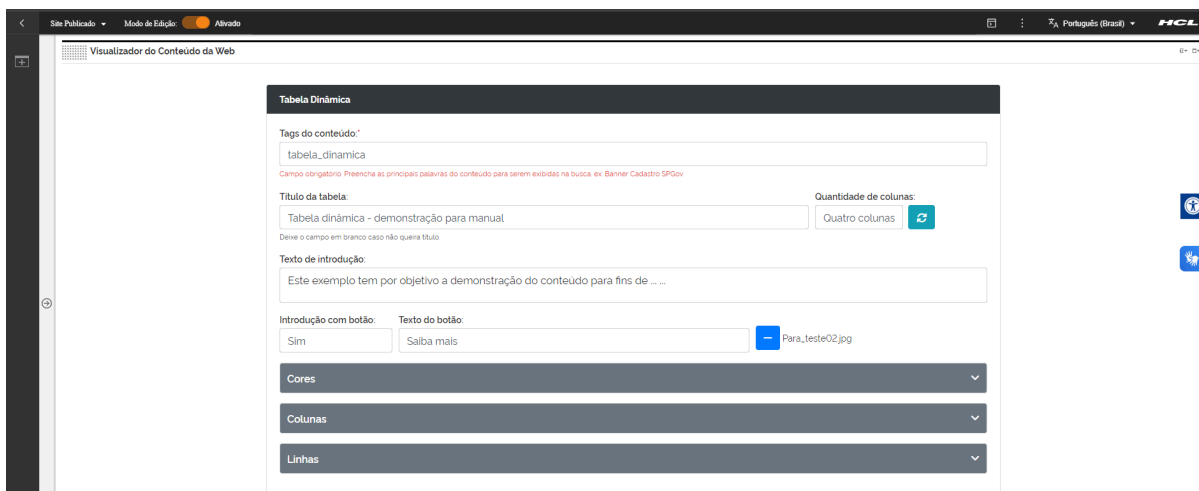 Site Publicado Modo de Edição: Ativado Português (Brasil) HCL
Visualizador do Conteúdo da Web
Tabela Dinâmica
Tags do conteúdo:*
tabela_dinamica
Campo obrigatório. Preencha as principais palavras do conteúdo para serem exibidas na busca. ex: Banner Cadastro SPGov
Título da tabela: Quantidade de colunas:
Tabela dinâmica - demonstração para manual Quatro colunas
Deixe o campo em branco caso não queira título.
Texto de introdução:
Este exemplo tem por objetivo a demonstração do conteúdo para fins de ... ...
Introdução com botão: Texto do botão:
Sim Saiba mais Para_teste02.jpg
Cores
Colunas
Linhas